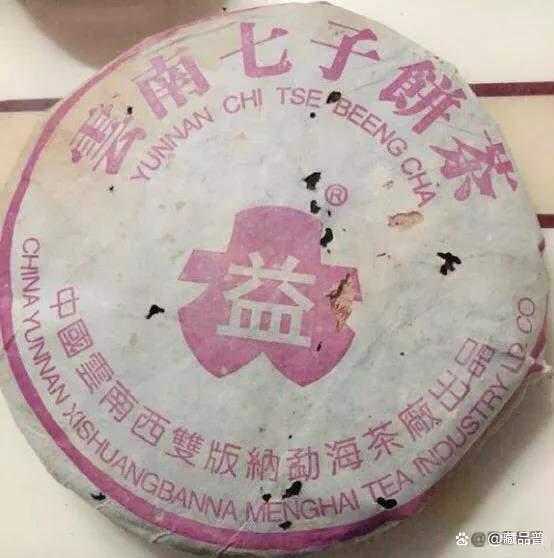 雲南七子餅茶
YUNNAN CHI TSE BEENG CHA
®
益
中國雲南西雙版納勐海茶廠出品
CHINA YUNNAN XISHUANGBANNA MENGHAI TEA INDUSTRY LD CO
@藏品普